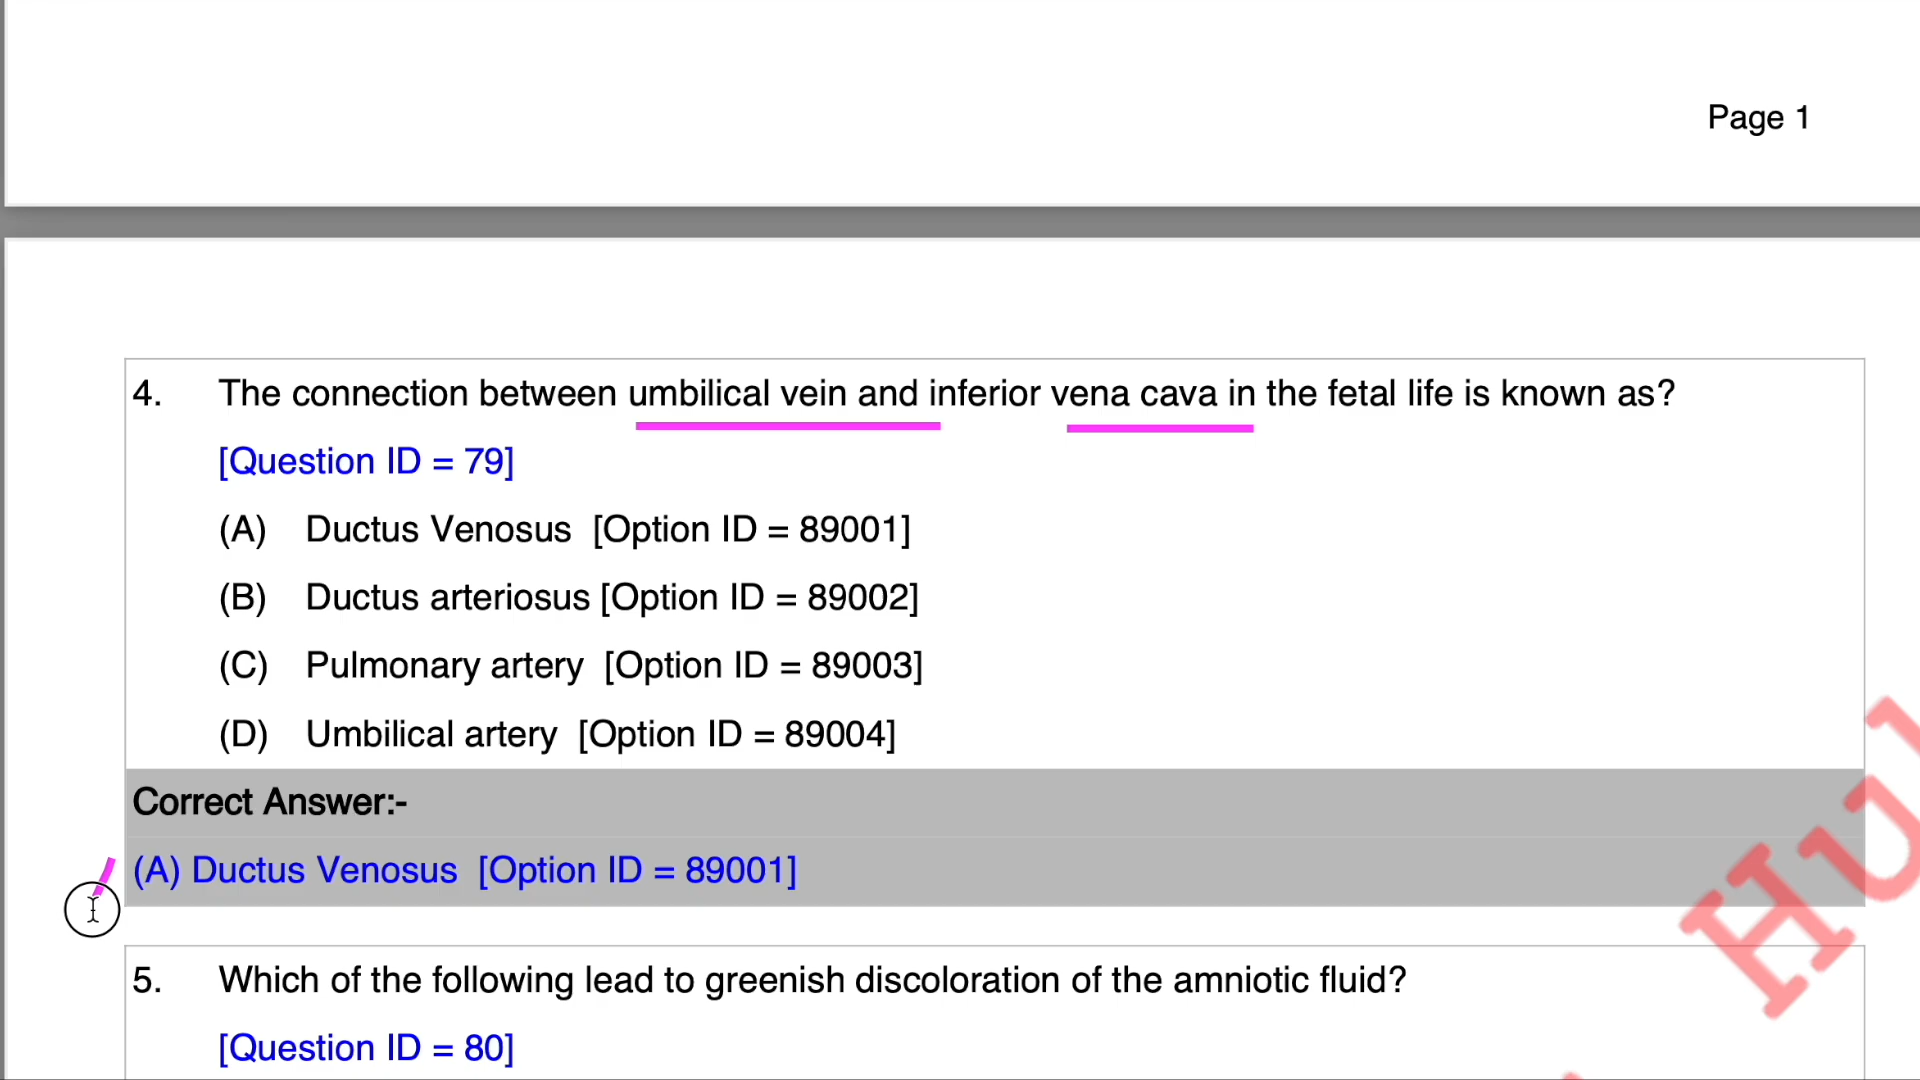 Page 1
4. The connection between umbilical vein and inferior vena cava in the fetal life is known as?
[Question ID = 79]
(A) Ductus Venosus [Option ID = 89001]
(B) Ductus arteriosus [Option ID = 89002]
(C) Pulmonary artery [Option ID = 89003]
(D) Umbilical artery [Option ID = 89004]
Correct Answer:-
(A) Ductus Venosus [Option ID = 89001]
5. Which of the following lead to greenish discoloration of the amniotic fluid?
[Question ID = 80]